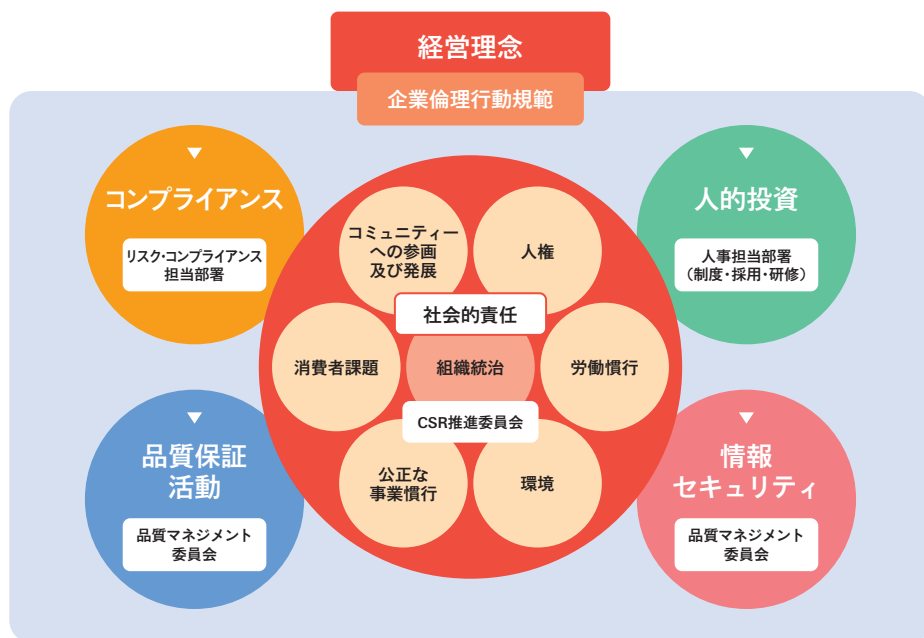 経営理念
企業倫理行動規範
コンプライアンス
リスク・コンプライアンス
担当部署
人的投資
人事担当部署
（制度・採用・研修）
コミュニティー
への参画
及び発展
人権
社会的責任
消費者課題
組織統治
労働慣行
CSR推進委員会
公正な
事業慣行
環境
品質保証
活動
品質マネジメント
委員会
情報
セキュリティ
品質マネジメント
委員会